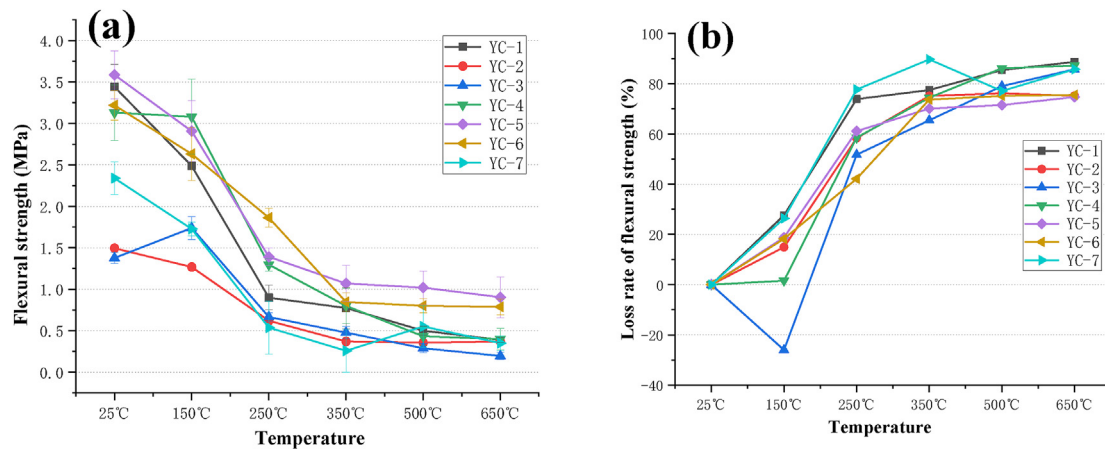 (a)
4.0
3.5
3.0
2.5
2.0
1.5
1.0
0.5
0.0
Flexural strength (MPa)
YC-1
YC-2
YC-3
YC-4
YC-5
YC-6
YC-7
25℃ 150℃ 250℃ 350℃ 500℃ 650℃
Temperature
(b)
100
80
60
40
20
0
-20
-40
Loss rate of flexural strength (%)
YC-1
YC-2
YC-3
YC-4
YC-5
YC-6
YC-7
25℃ 150℃ 250℃ 350℃ 500℃ 650℃
Temperature